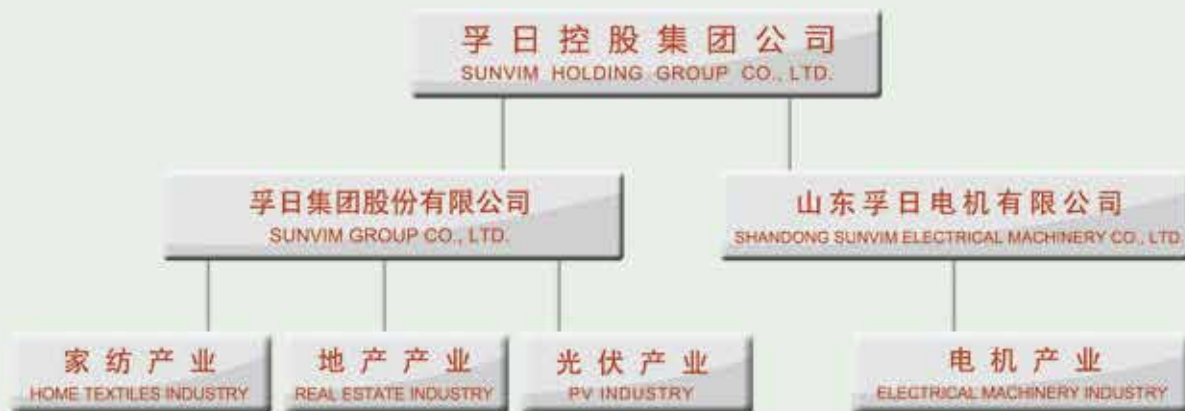 孚日控股集团公司
SUNVIM HOLDING GROUP CO., LTD.
孚日集团股份有限公司
SUNVIM GROUP CO., LTD.
山东孚日电机有限公司
SHANDONG SUNVIM ELECTRICAL MACHINERY CO., LTD.
家纺产业
HOME TEXTILES INDUSTRY
地产产业
REAL ESTATE INDUSTRY
光伏产业
PV INDUSTRY
电机产业
ELECTRICAL MACHINERY INDUSTRY